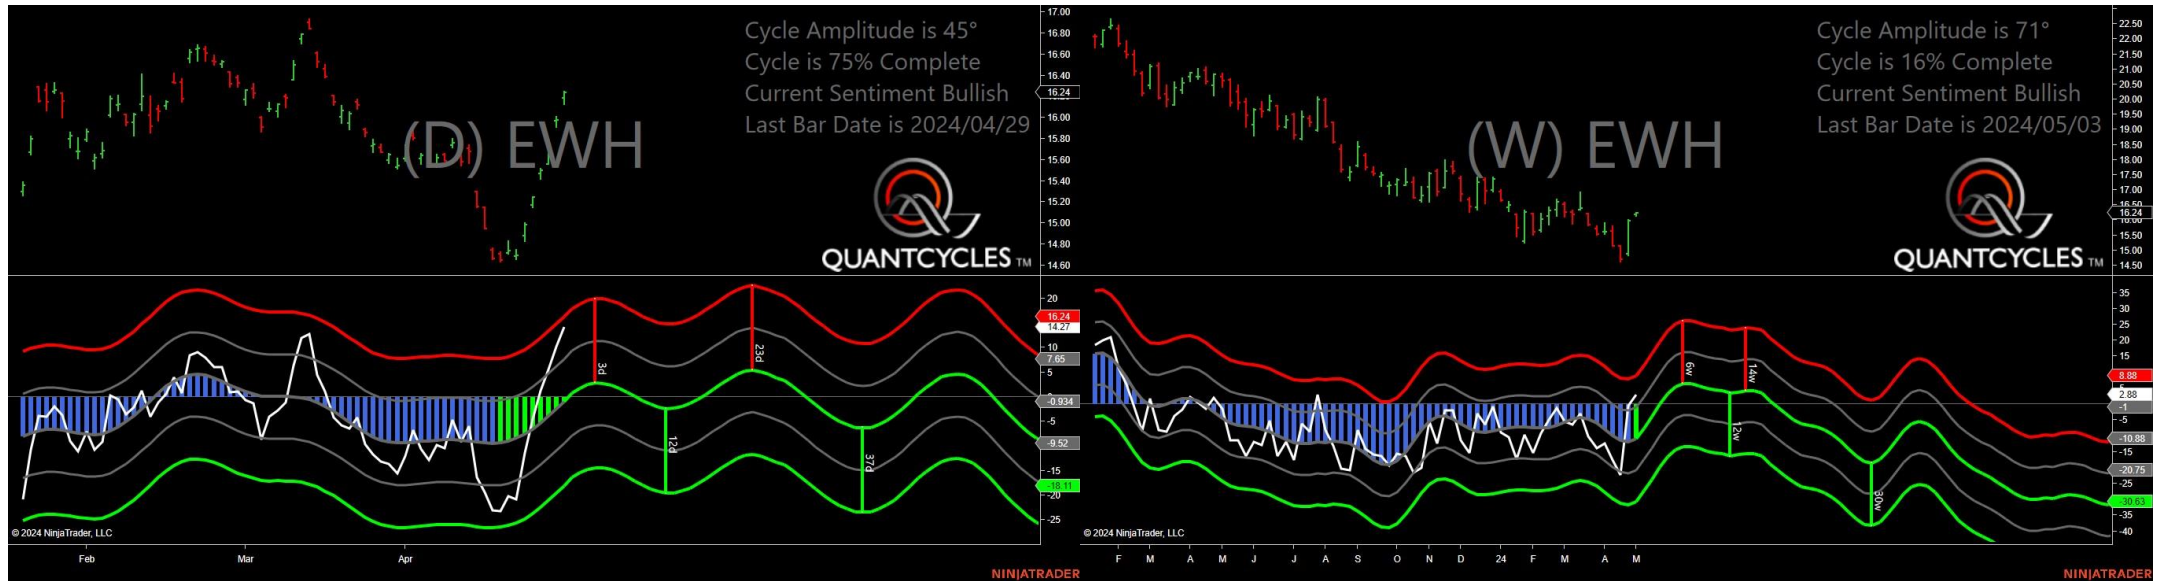 Cycle Amplitude is 45°
Cycle is 75% Complete
Current Sentiment Bullish
Last Bar Date is 2024/04/29
(D) EWH
QUANTCYCLES TM
17.00
16.80
16.60
16.40
16.24
16.00
15.80
15.60
15.40
15.20
15.00
14.80
14.60
20
16.24
14.27
10
7.65
5
-0.934
-5
-9.52
-15
-18.11
-20
-25
3d
12d
23d
37d
© 2024 NinjaTrader, LLC
Feb Mar Apr
NINJATRADER
Cycle Amplitude is 71°
Cycle is 16% Complete
Current Sentiment Bullish
Last Bar Date is 2024/05/03
(W) EWH
QUANTCYCLES TM
22.50
22.00
21.50
21.00
20.50
20.00
19.50
19.00
18.50
18.00
17.50
17.00
16.50
16.24
15.50
15.00
14.50
35
30
25
20
15
8.88
2.88
-1
-5
-10.88
-15
-20.75
-25
-30.63
-35
-40
6w
12w
14w
30w
© 2024 NinjaTrader, LLC
F M A M J J A S O N D 24 F M A M
NINJATRADER